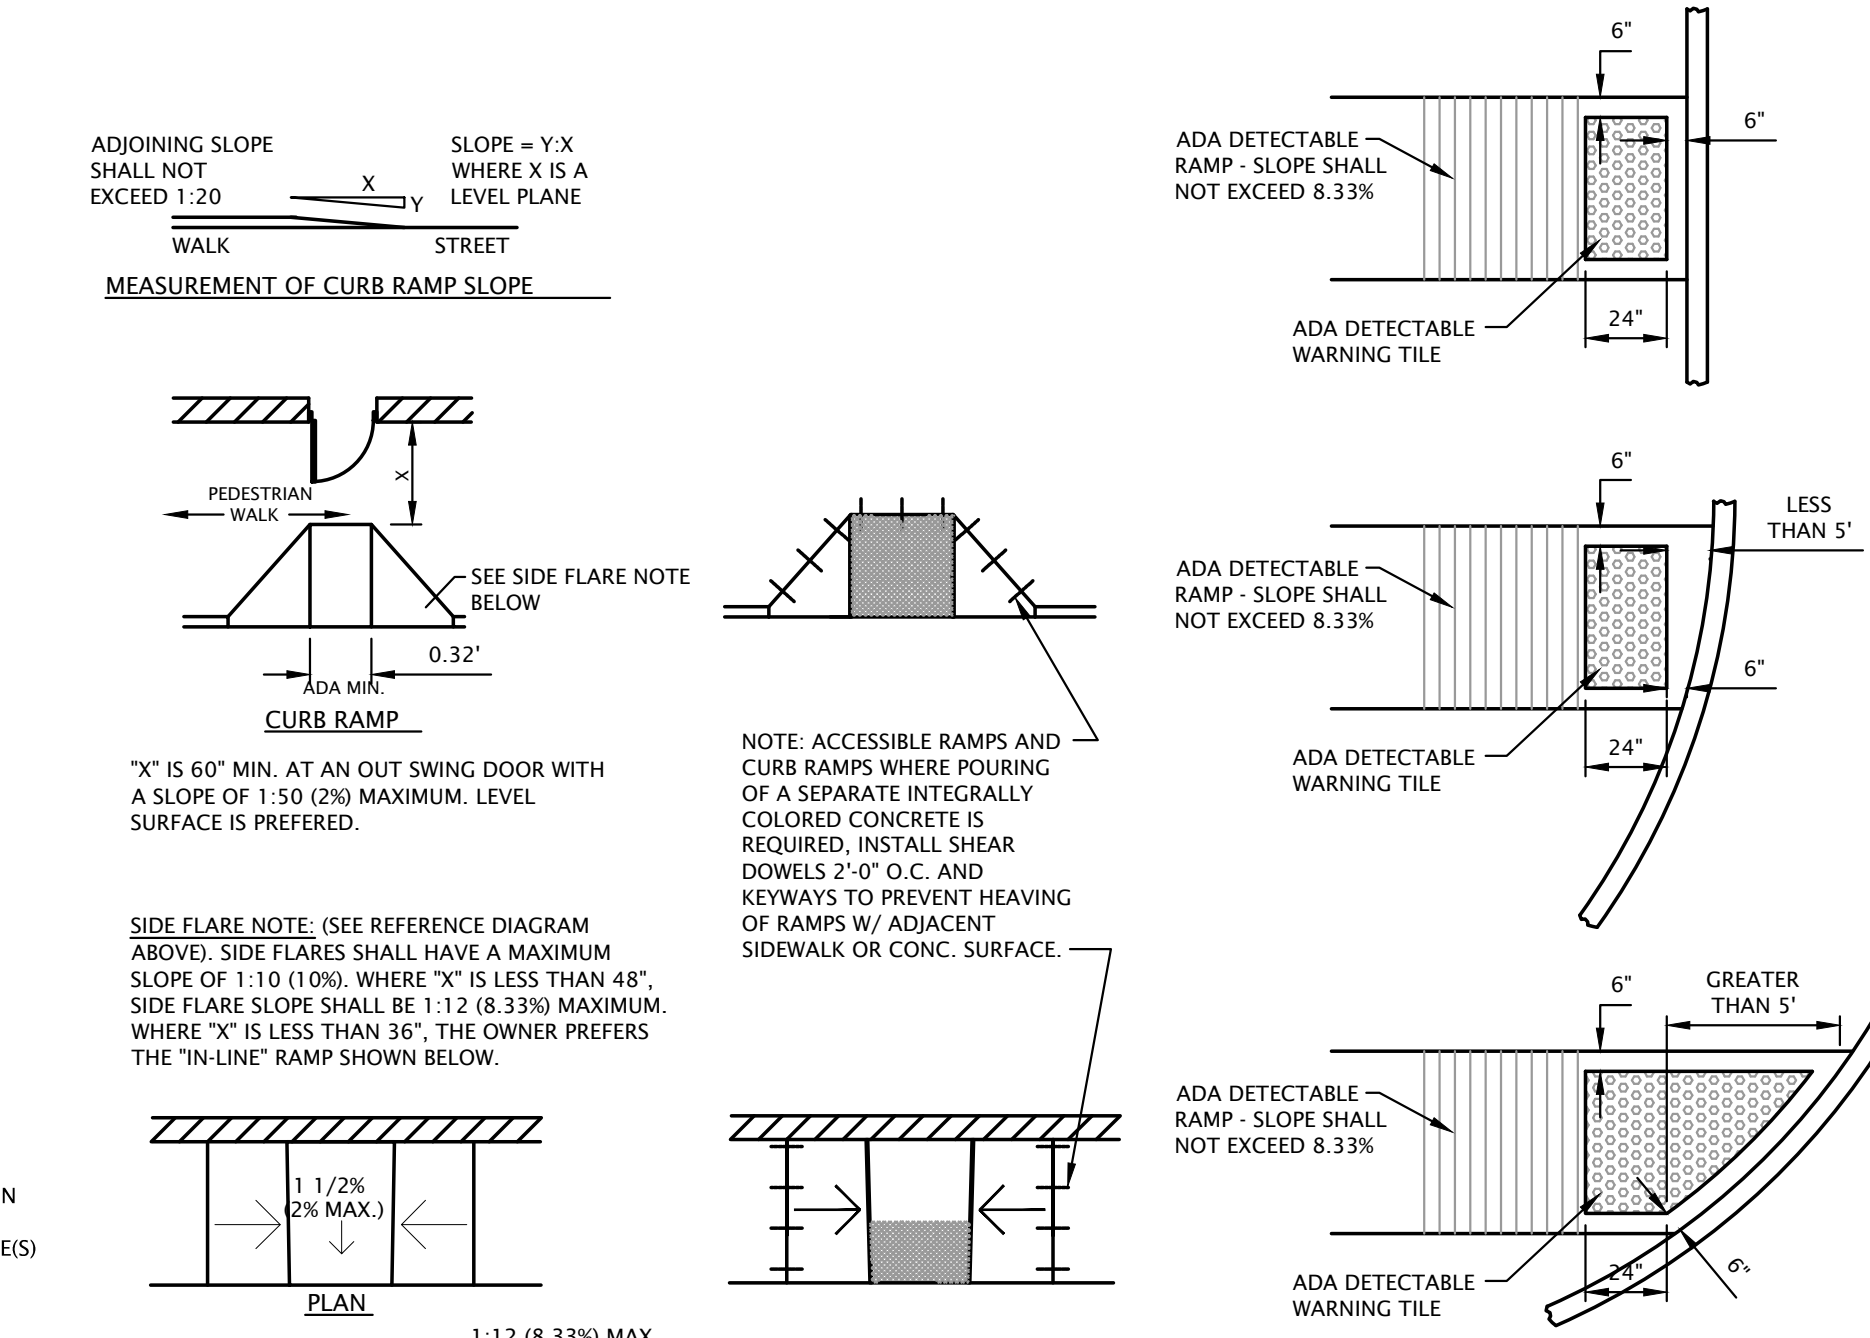 ADJOINING SLOPE
SHALL NOT
EXCEED 1:20
SLOPE = Y:X
WHERE X IS A
LEVEL PLANE
X
Y
WALK
STREET
MEASUREMENT OF CURB RAMP SLOPE
X
PEDESTRIAN
WALK
SEE SIDE FLARE NOTE
BELOW
0.32'
ADA MIN.
CURB RAMP
"X" IS 60" MIN. AT AN OUT SWING DOOR WITH
A SLOPE OF 1:50 (2%) MAXIMUM. LEVEL
SURFACE IS PREFERED.
SIDE FLARE NOTE: (SEE REFERENCE DIAGRAM
ABOVE). SIDE FLARES SHALL HAVE A MAXIMUM
SLOPE OF 1:10 (10%). WHERE "X" IS LESS THAN 48",
SIDE FLARE SLOPE SHALL BE 1:12 (8.33%) MAXIMUM.
WHERE "X" IS LESS THAN 36", THE OWNER PREFERS
THE "IN-LINE" RAMP SHOWN BELOW.
N
E(S)
1 1/2%
(2% MAX.)
PLAN
1:12 (8.33%) MAX.
NOTE: ACCESSIBLE RAMPS AND
CURB RAMPS WHERE POURING
OF A SEPARATE INTEGRALLY
COLORED CONCRETE IS
REQUIRED, INSTALL SHEAR
DOWELS 2'-0" O.C. AND
KEYWAYS TO PREVENT HEAVING
OF RAMPS W/ ADJACENT
SIDEWALK OR CONC. SURFACE.
6"
6"
ADA DETECTABLE
RAMP - SLOPE SHALL
NOT EXCEED 8.33%
ADA DETECTABLE
WARNING TILE
24"
6"
LESS
THAN 5'
ADA DETECTABLE
RAMP - SLOPE SHALL
NOT EXCEED 8.33%
6"
ADA DETECTABLE
WARNING TILE
24"
6"
GREATER
THAN 5'
ADA DETECTABLE
RAMP - SLOPE SHALL
NOT EXCEED 8.33%
ADA DETECTABLE
WARNING TILE
24"
6"